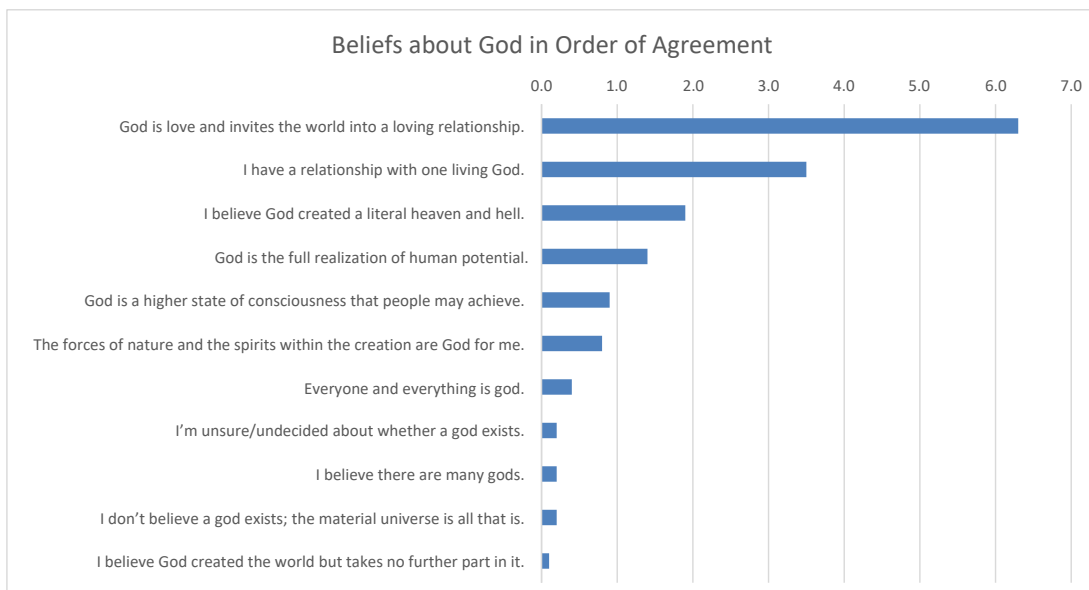 Beliefs about God in Order of Agreement
0.0 1.0 2.0 3.0 4.0 5.0 6.0 7.0
God is love and invites the world into a loving relationship.
I have a relationship with one living God.
I believe God created a literal heaven and hell.
God is the full realization of human potential.
God is a higher state of consciousness that people may achieve.
The forces of nature and the spirits within the creation are God for me.
Everyone and everything is god.
I’m unsure/undecided about whether a god exists.
I believe there are many gods.
I don’t believe a god exists; the material universe is all that is.
I believe God created the world but takes no further part in it.